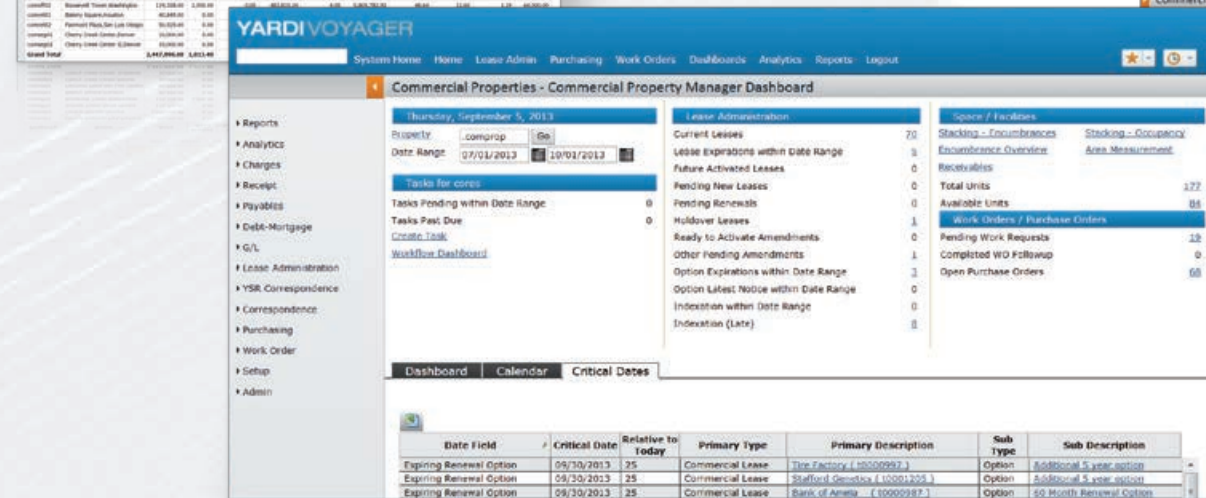 Grand Total
YARDI VOYAGER
System Home Home Lease Admin Purchasing Work Orders Dashboards Analytics Reports Logout
Commercial Properties - Commercial Property Manager Dashboard
Reports
Analytics
Charges
Receipt
Payables
Debt-Mortgage
G/L
Lease Administration
YSR Correspondence
Correspondence
Purchasing
Work Order
Setup
Admin
Thursday, September 5, 2013
Property .comprop Go
Date Range 07/01/2013 10/01/2013
Tasks for
Tasks Pending within Date Range 0
Tasks Past Due 0
Create Task
Workflow Dashboard
Lease Administration
Current Leases 70
Lease Expirations within Date Range
Future Activated Leases 0
Pending New Leases 0
Pending Renewals 0
Holdover Leases 1
Ready to Activate Amendments 0
Other Pending Amendments 1
Option Expirations within Date Range 3
Option Latest Notice within Date Range 0
Indexation within Date Range 0
Indexation (Late) 8
Space / Facilities
Stacking - Encumbrances Stacking - Occupancy
Encumbrance Overview Area Measurement
Receivables
Total Units 177
Available Units 84
Work Orders / Purchase Orders
Pending Work Requests 19
Completed WO Followup 0
Open Purchase Orders 68
Dashboard Calendar Critical Dates
Date Field Critical Date Relative to Today Primary Type Primary Description Sub Type Sub Description
Expiring Renewal Option 09/30/2013 25 Commercial Lease Tire Factory ( t0000997 ) Option Additional 5 year option
Expiring Renewal Option 09/30/2013 25 Commercial Lease Stafford Genetics ( t0001205 ) Option Additional 5 year option
Expiring Renewal Option 09/30/2013 25 Commercial Lease Bank of Amelia ( t0000987 ) Option 60 Month Renewal Option